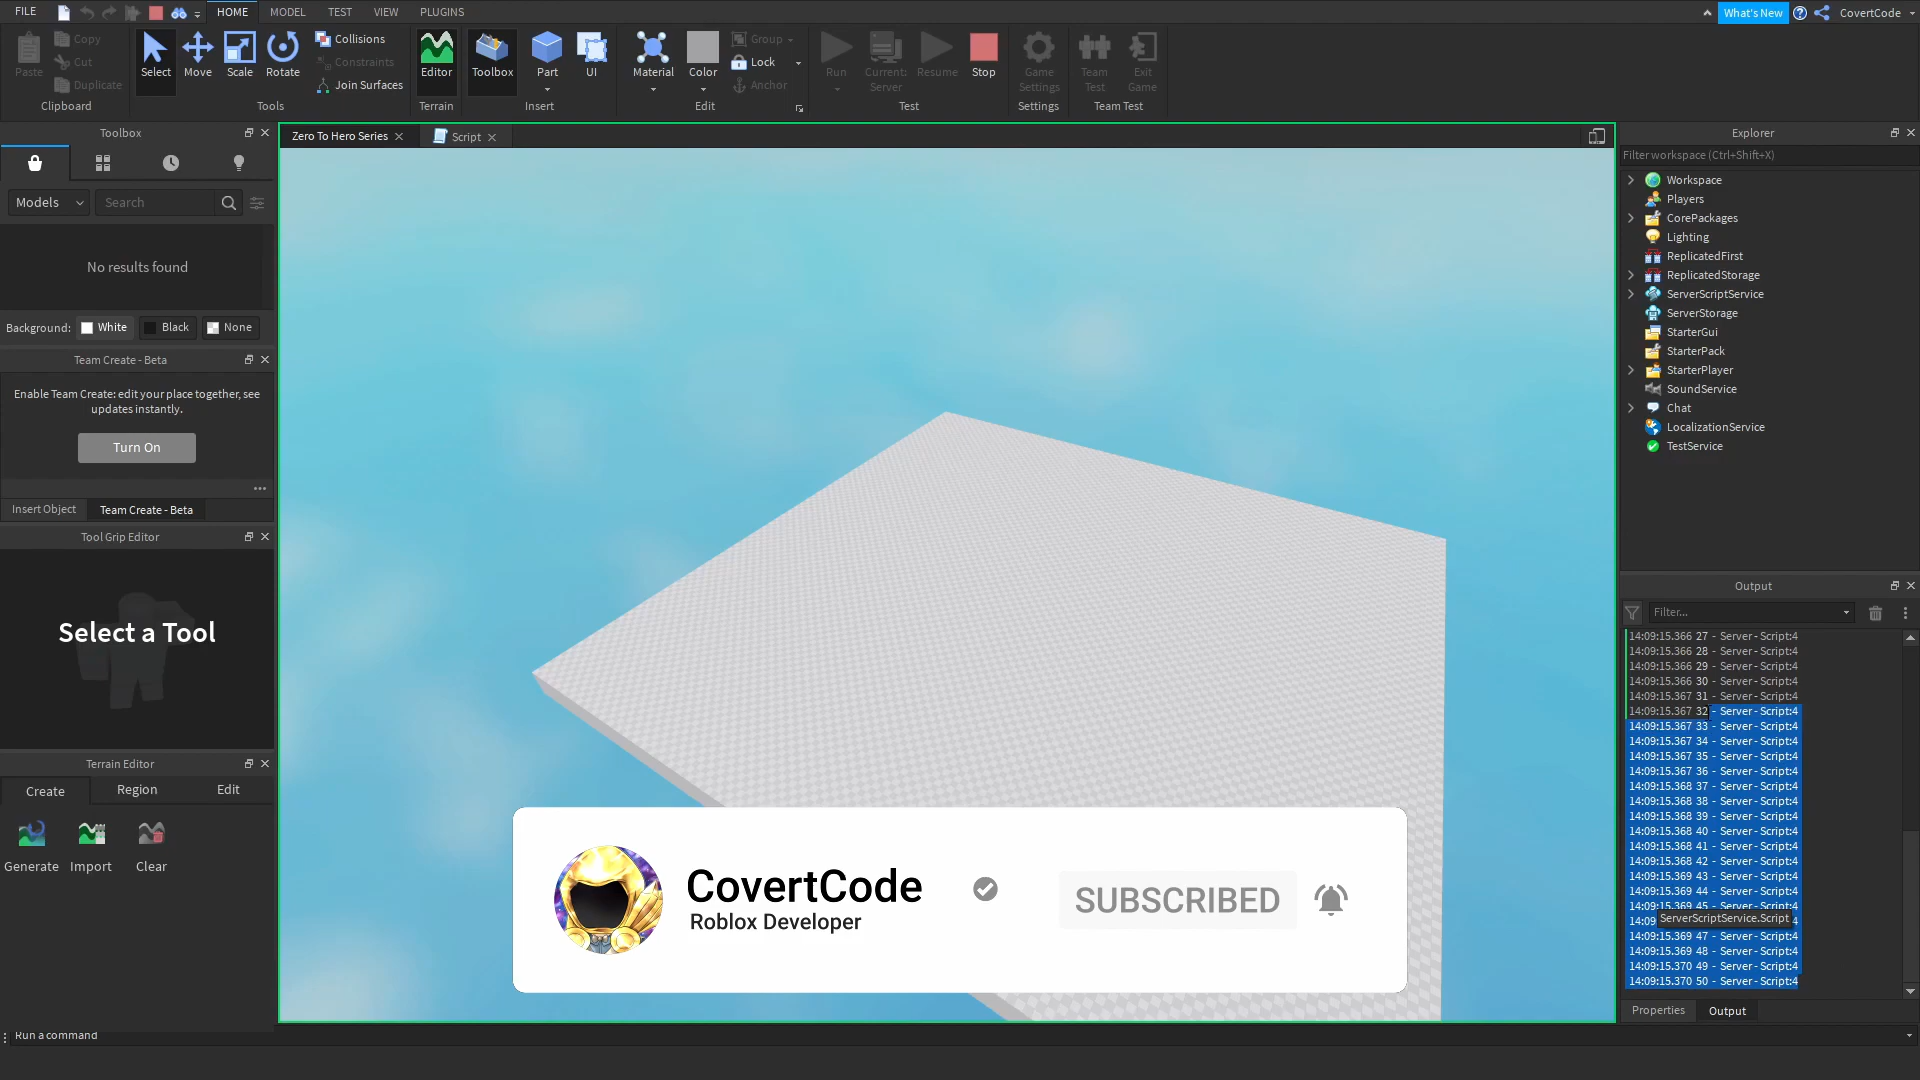 FILE
HOME
MODEL
TEST
VIEW
PLUGINS
What's New
CovertCode
Paste
Copy
Cut
Duplicate
Clipboard
Select
Move
Scale
Rotate
Collisions
Constraints
Join Surfaces
Tools
Editor
Terrain
Toolbox
Part
UI
Insert
Material
Color
Group
Lock
Anchor
Edit
Run
Current:
Server
Resume
Stop
Test
Game
Settings
Settings
Team
Test
Exit
Game
Team Test
Toolbox
Models
Search
No results found
Background:
White
Black
None
Team Create - Beta
Enable Team Create: edit your place together, see
updates instantly.
Turn On
Insert Object
Team Create - Beta
Tool Grip Editor
Select a Tool
Terrain Editor
Create
Region
Edit
Generate
Import
Clear
Run a command
Zero To Hero Series
Script
CovertCode
Roblox Developer
SUBSCRIBED
Explorer
Filter workspace (Ctrl+Shift+X)
Workspace
Players
CorePackages
Lighting
ReplicatedFirst
ReplicatedStorage
ServerScriptService
ServerStorage
StarterGui
StarterPack
StarterPlayer
SoundService
Chat
LocalizationService
TestService
Output
Filter...
14:09:15.366 27 - Server - Script:4
14:09:15.366 28 - Server - Script:4
14:09:15.366 29 - Server - Script:4
14:09:15.366 30 - Server - Script:4
14:09:15.367 31 - Server - Script:4
14:09:15.367 32 - Server - Script:4
14:09:15.367 33 - Server - Script:4
14:09:15.367 34 - Server - Script:4
14:09:15.367 35 - Server - Script:4
14:09:15.367 36 - Server - Script:4
14:09:15.368 37 - Server - Script:4
14:09:15.368 38 - Server - Script:4
14:09:15.368 39 - Server - Script:4
14:09:15.368 40 - Server - Script:4
14:09:15.368 41 - Server - Script:4
14:09:15.368 42 - Server - Script:4
14:09:15.369 43 - Server - Script:4
14:09:15.369 44 - Server - Script:4
14:09:15.369 45 - Server - Script:4
14:09 ServerScriptService.Script 4
14:09:15.369 47 - Server - Script:4
14:09:15.369 48 - Server - Script:4
14:09:15.370 49 - Server - Script:4
14:09:15.370 50 - Server - Script:4
Properties
Output